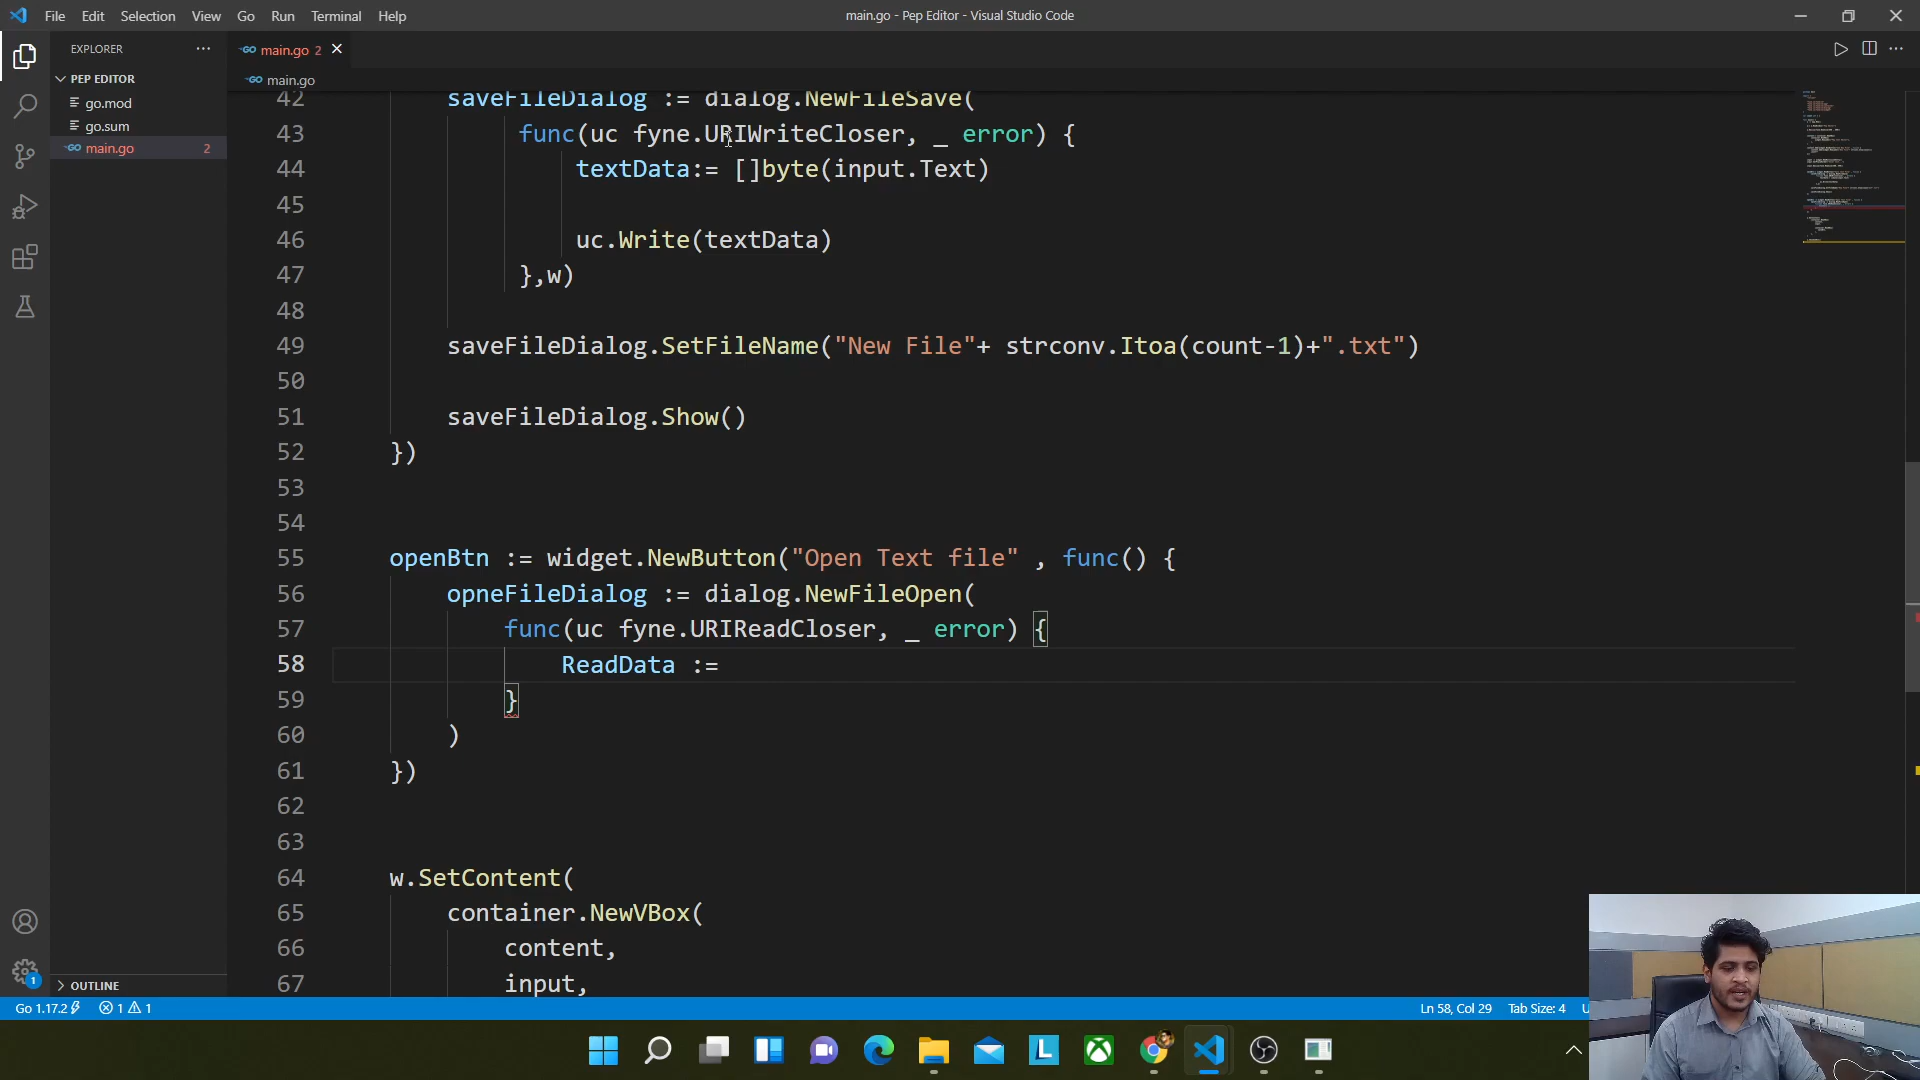 File Edit Selection View Go Run Terminal Help
main.go - Pep Editor - Visual Studio Code
EXPLORER
PEP EDITOR
go.mod
go.sum
main.go 2
OUTLINE
main.go 2
main.go
42 saveFileDialog := dialog.NewFileSave(
43 func(uc fyne.URIWriteCloser, _ error) {
44 textData:= []byte(input.Text)
45
46 uc.Write(textData)
47 },w)
48
49 saveFileDialog.SetFileName("New File"+ strconv.Itoa(count-1)+".txt")
50
51 saveFileDialog.Show()
52 })
53
54
55 openBtn := widget.NewButton("Open Text file" , func() {
56 opneFileDialog := dialog.NewFileOpen(
57 func(uc fyne.URIReadCloser, _ error) {
58 ReadData :=
59 }
60 )
61 })
62
63
64 w.SetContent(
65 container.NewVBox(
66 content,
67 input,
1
Go 1.17.2 1 1
Ln 58, Col 29 Tab Size: 4 U